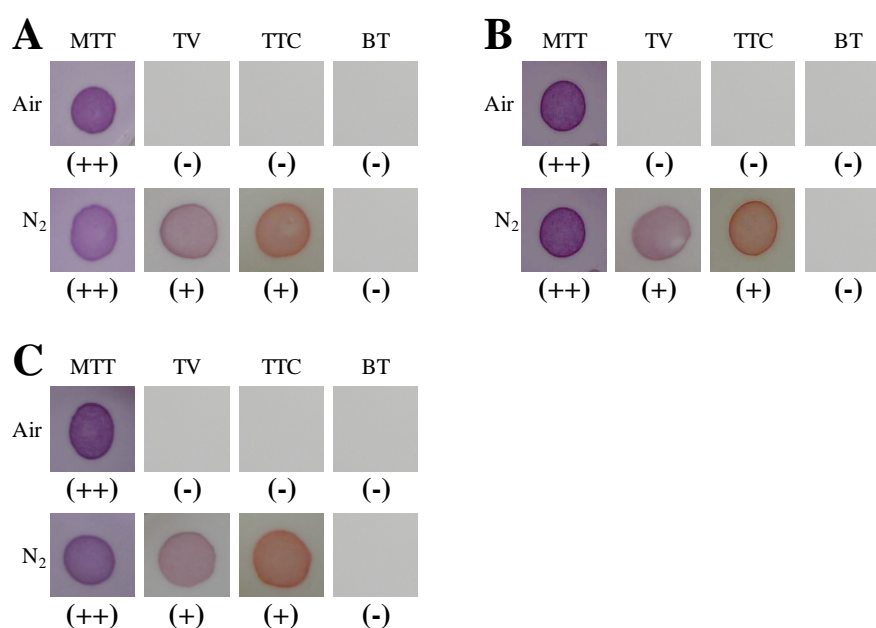 A
MTT TV TTC BT
Air
(++) (-) (-) (-)
N2
(++) (+) (+) (-)
B
MTT TV TTC BT
Air
(++) (-) (-) (-)
N2
(++) (+) (+) (-)
C
MTT TV TTC BT
Air
(++) (-) (-) (-)
N2
(++) (+) (+) (-)